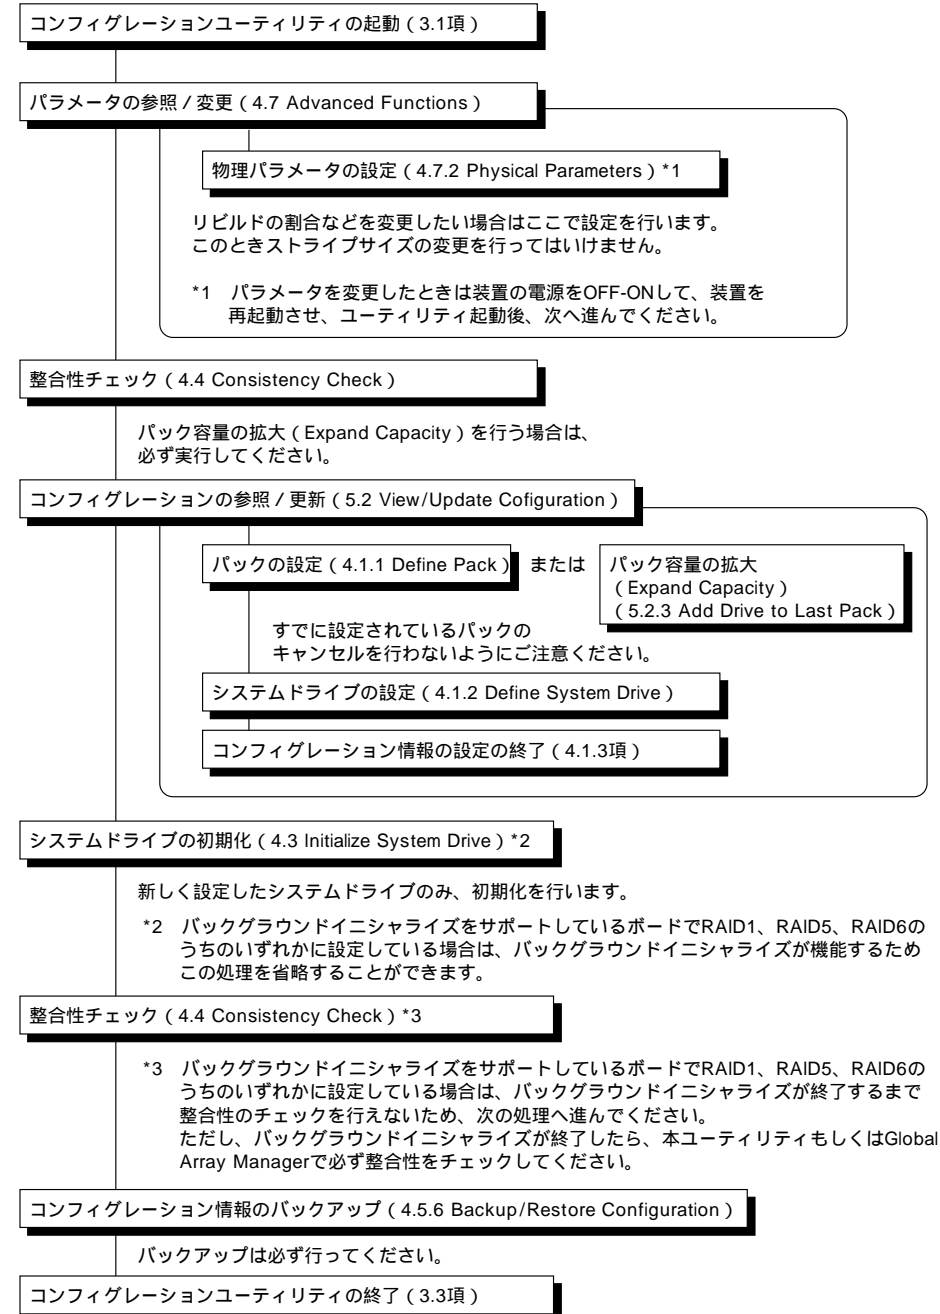 コンフィグレーションユーティリティの起動(3.1項)
パラメータの参照/変更(4.7 Advanced Functions)
物理パラメータの設定(4.7.2 Physical Parameters)*1
リビルドの割合などを変更したい場合はここで設定を行います。
このときストライプサイズの変更を行ってはいけません。
*1 パラメータを変更したときは装置の電源をOFF-ONして、装置を
再起動させ、ユーティリティ起動後、次へ進んでください。
整合性チェック(4.4 Consistency Check)
パック容量の拡大(Expand Capacity)を行う場合は、
必ず実行してください。
コンフィグレーションの参照/更新(5.2 View/Update Cofiguration)
パックの設定(4.1.1 Define Pack)
または
パック容量の拡大
(Expand Capacity)
(5.2.3 Add Drive to Last Pack)
すでに設定されているパックの
キャンセルを行わないようにご注意ください。
システムドライブの設定(4.1.2 Define System Drive)
コンフィグレーション情報の設定の終了(4.1.3項)
システムドライブの初期化(4.3 Initialize System Drive)*2
新しく設定したシステムドライブのみ、初期化を行います。
*2 バックグラウンドイニシャライズをサポートしているボードでRAID1、RAID5、RAID6の
うちのいずれかに設定している場合は、バックグラウンドイニシャライズが機能するため
この処理を省略することができます。
整合性チェック(4.4 Consistency Check)*3
*3 バックグラウンドイニシャライズをサポートしているボードでRAID1、RAID5、RAID6の
うちのいずれかに設定している場合は、バックグラウンドイニシャライズが終了するまで
整合性のチェックを行えないため、次の処理へ進んでください。
ただし、バックグラウンドイニシャライズが終了したら、本ユーティリティもしくはGlobal
Array Managerで必ず整合性をチェックしてください。
コンフィグレーション情報のバックアップ(4.5.6 Backup/Restore Configuration)
バックアップは必ず行ってください。
コンフィグレーションユーティリティの終了(3.3項)